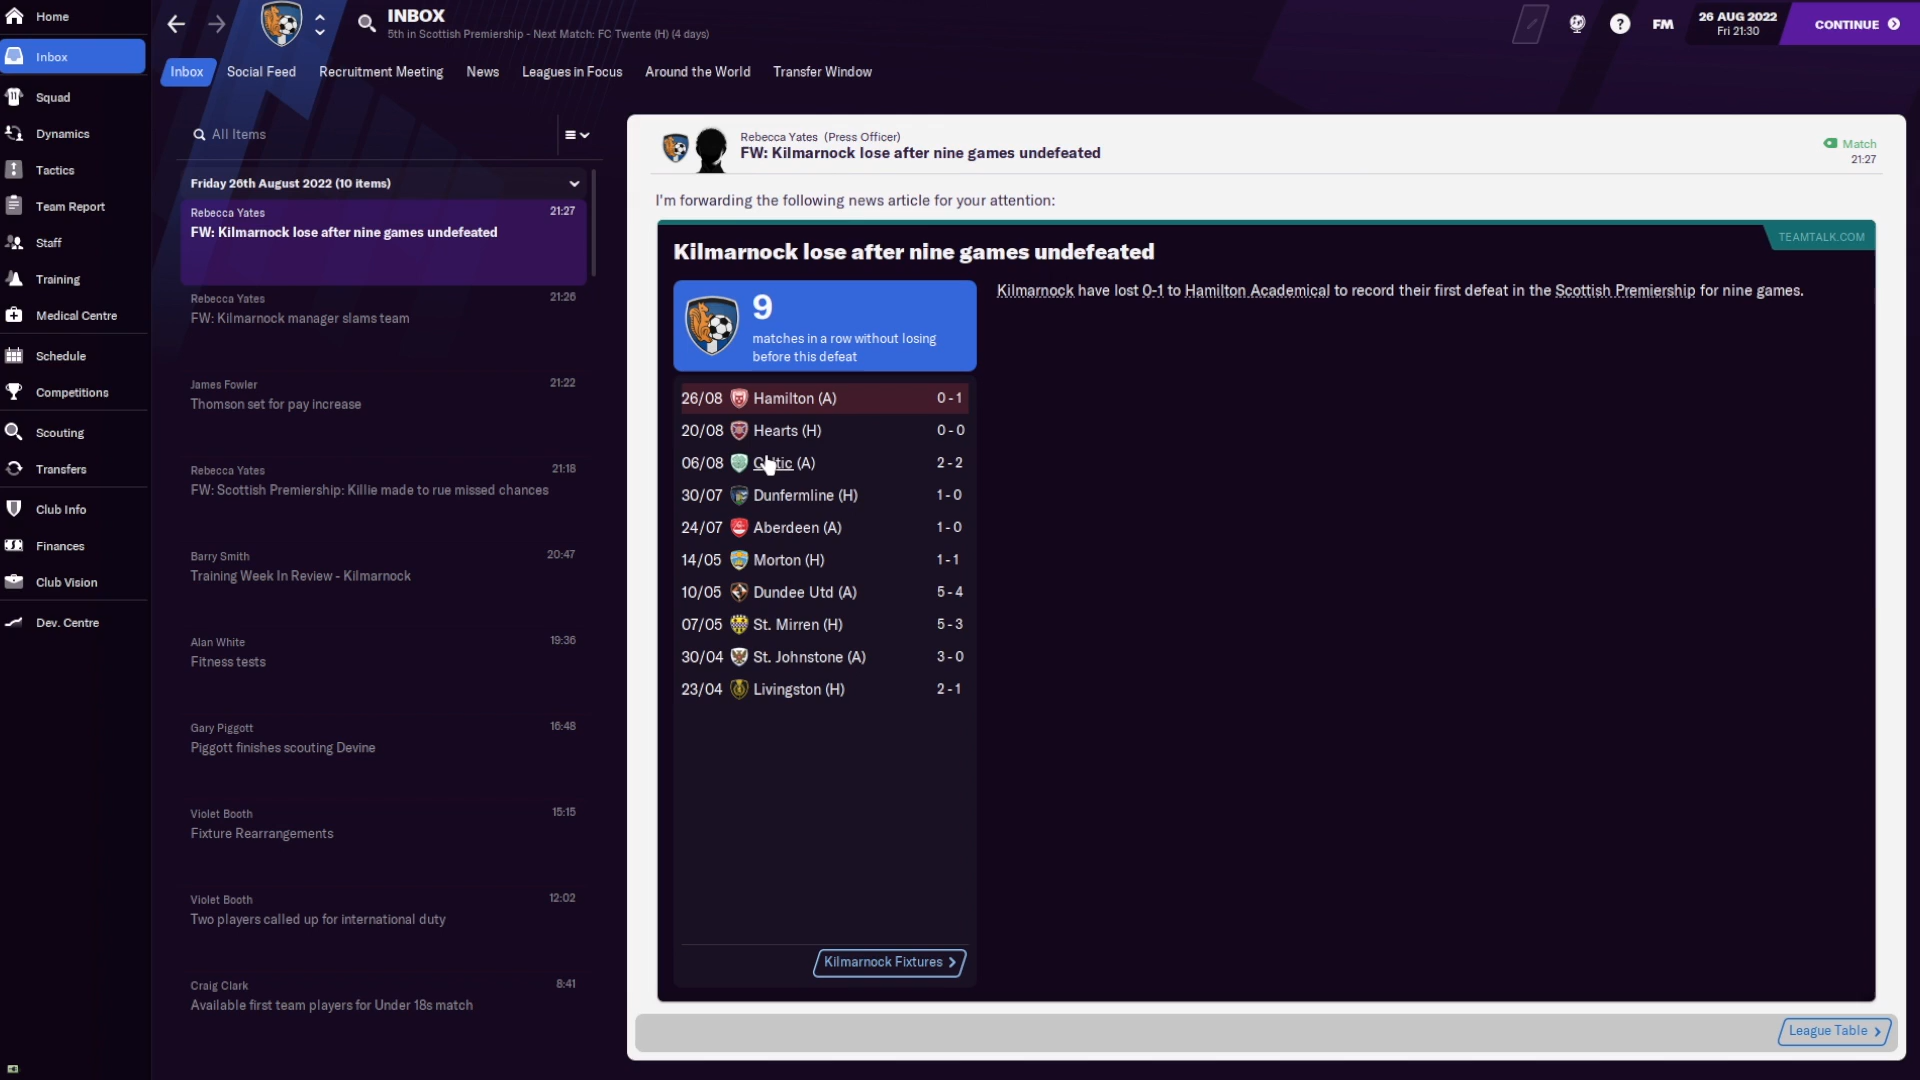 Home
Inbox
Squad
Dynamics
Tactics
Team Report
Staff
Training
Medical Centre
Schedule
Competitions
Scouting
Transfers
Club Info
Finances
Club Vision
Dev. Centre
INBOX
5th in Scottish Premiership - Next Match: FC Twente (H) (4 days)
FM
26 AUG 2022
Fri 21:30
CONTINUE
Inbox Social Feed Recruitment Meeting News Leagues in Focus Around the World Transfer Window
All Items
Friday 26th August 2022 (10 items)
Rebecca Yates 21:27
FW: Kilmarnock lose after nine games undefeated
Rebecca Yates 21:26
FW: Kilmarnock manager slams team
James Fowler 21:22
Thomson set for pay increase
Rebecca Yates 21:18
FW: Scottish Premiership: Killie made to rue missed chances
Barry Smith 20:47
Training Week In Review - Kilmarnock
Alan White 19:36
Fitness tests
Gary Piggott 16:48
Piggott finishes scouting Devine
Violet Booth 15:15
Fixture Rearrangements
Violet Booth 12:02
Two players called up for international duty
Craig Clark 8:41
Available first team players for Under 18s match
Rebecca Yates (Press Officer)
FW: Kilmarnock lose after nine games undefeated
Match
21:27
I'm forwarding the following news article for your attention:
TEAMTALK.COM
Kilmarnock lose after nine games undefeated
9
matches in a row without losing
before this defeat
Kilmarnock have lost 0-1 to Hamilton Academical to record their first defeat in the Scottish Premiership for nine games.
26/08 Hamilton (A) 0 - 1
20/08 Hearts (H) 0 - 0
06/08 (A) 2 - 2
30/07 Dunfermline (H) 1 - 0
24/07 Aberdeen (A) 1 - 0
14/05 Morton (H) 1 - 1
10/05 Dundee Utd (A) 5 - 4
07/05 St. Mirren (H) 5 - 3
30/04 St. Johnstone (A) 3 - 0
23/04 Livingston (H) 2 - 1
Kilmarnock Fixtures
League Table